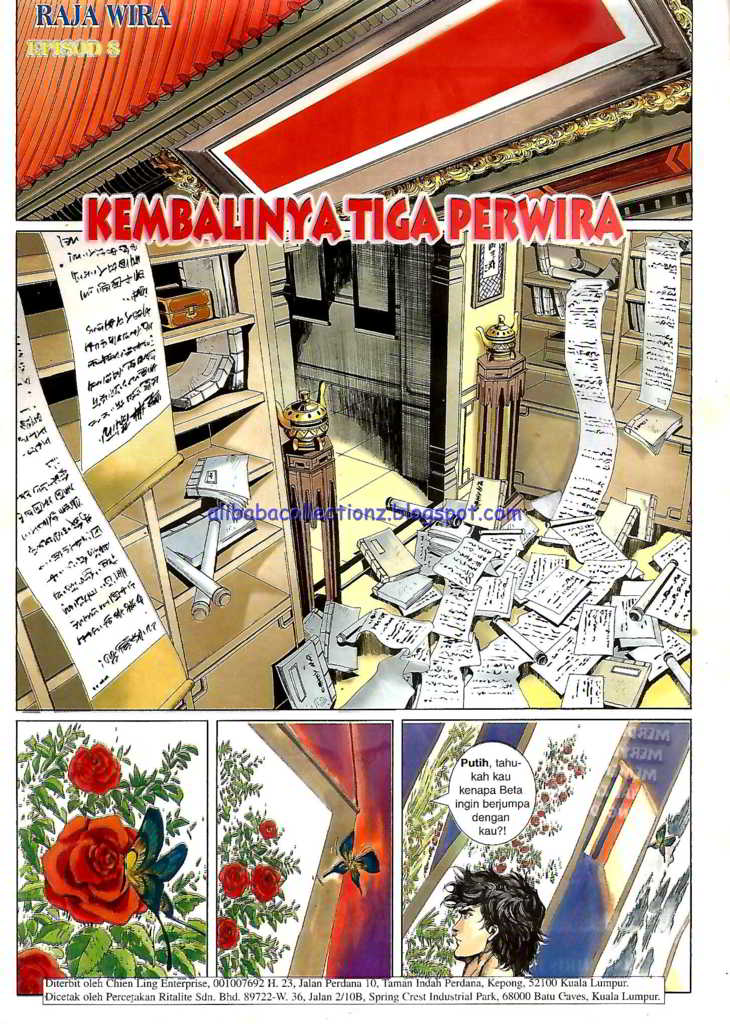 RAJA WIRA
EPISOD 8
KEMBALINYA TIGA PERWIRA
alibabacollectionz.blogspot.com
Putih, tahu-
kah kau
kenapa Beta
ingin berjumpa
dengan
kau?!
Diterbit oleh Chien Ling Enterprise, 001007692 H. 23, Jalan Perdana 10, Taman Indah Perdana, Kepong, 52100 Kuala Lumpur.
Dicetak oleh Percetakan Ritalite Sdn. Bhd. 89722-W. 36, Jalan 2/10B, Spring Crest Industrial Park, 68000 Batu Caves, Kuala Lumpur.